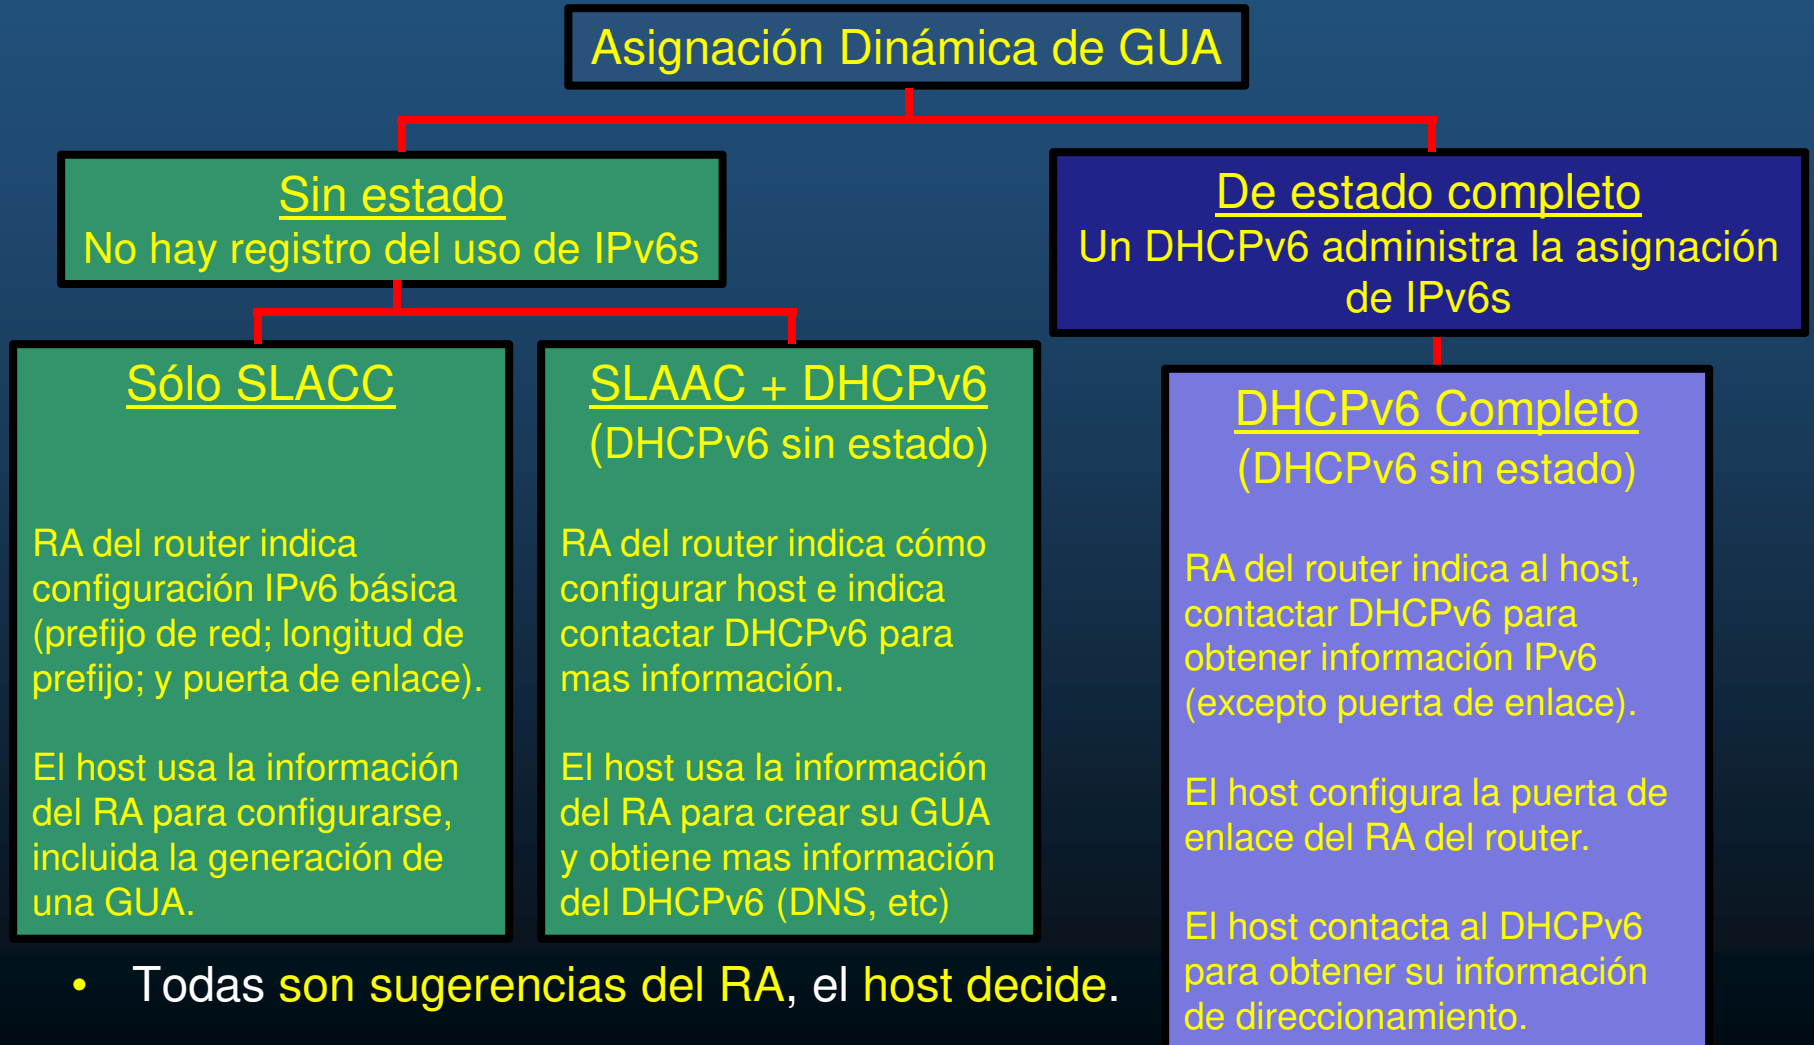 Asignación Dinámica de GUA
Sin estado
No hay registro del uso de IPv6s
De estado completo
Un DHCPv6 administra la asignación
de IPv6s
Sólo SLACC
RA del router indica
configuración IPv6 básica
(prefijo de red; longitud de
prefijo; y puerta de enlace).
El host usa la información
del RA para configurarse,
incluida la generación de
una GUA.
SLAAC + DHCPv6
(DHCPv6 sin estado)
RA del router indica cómo
configurar host e indica
contactar DHCPv6 para
mas información.
El host usa la información
del RA para crear su GUA
y obtiene mas información
del DHCPv6 (DNS, etc)
DHCPv6 Completo
(DHCPv6 sin estado)
RA del router indica al host,
contactar DHCPv6 para
obtener información IPv6
(excepto puerta de enlace).
El host configura la puerta de
enlace del RA del router.
El host contacta al DHCPv6
para obtener su información
de direccionamiento.
• Todas son sugerencias del RA, el host decide.